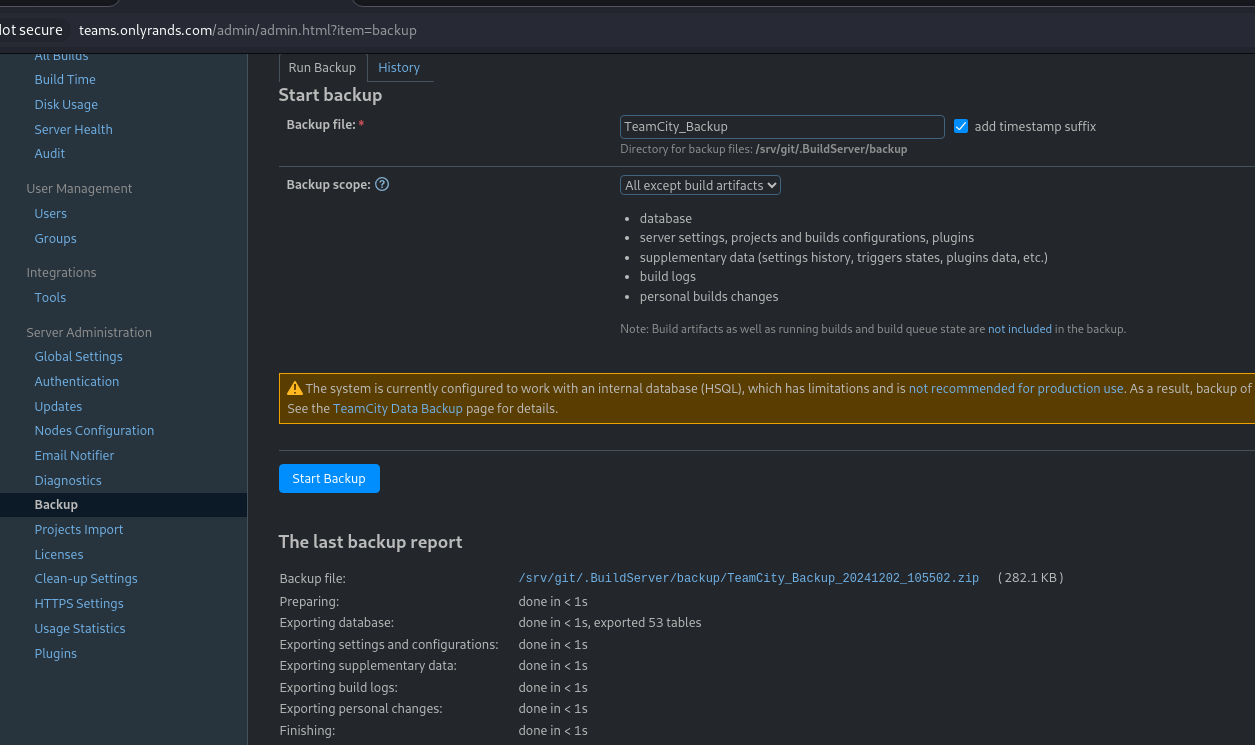 ot secure teams.onlyrands.com/admin/admin.html?item=backup
All Builds
Build Time
Disk Usage
Server Health
Audit
User Management
Users
Groups
Integrations
Tools
Server Administration
Global Settings
Authentication
Updates
Nodes Configuration
Email Notifier
Diagnostics
Backup
Projects Import
Licenses
Clean-up Settings
HTTPS Settings
Usage Statistics
Plugins
Run Backup History
Start backup
Backup file: * TeamCity_Backup add timestamp suffix
Directory for backup files: /srv/git/.BuildServer/backup
Backup scope: ? All except build artifacts
• database
• server settings, projects and builds configurations, plugins
• supplementary data (settings history, triggers states, plugins data, etc.)
• build logs
• personal builds changes
Note: Build artifacts as well as running builds and build queue state are not included in the backup.
The system is currently configured to work with an internal database (HSQL), which has limitations and is not recommended for production use. As a result, backup of
See the TeamCity Data Backup page for details.
Start Backup
The last backup report
Backup file: /srv/git/.BuildServer/backup/TeamCity_Backup_20241202_105502.zip (282.1 KB)
Preparing: done in < 1s
Exporting database: done in < 1s, exported 53 tables
Exporting settings and configurations: done in < 1s
Exporting supplementary data: done in < 1s
Exporting build logs: done in < 1s
Exporting personal changes: done in < 1s
Finishing: done in < 1s